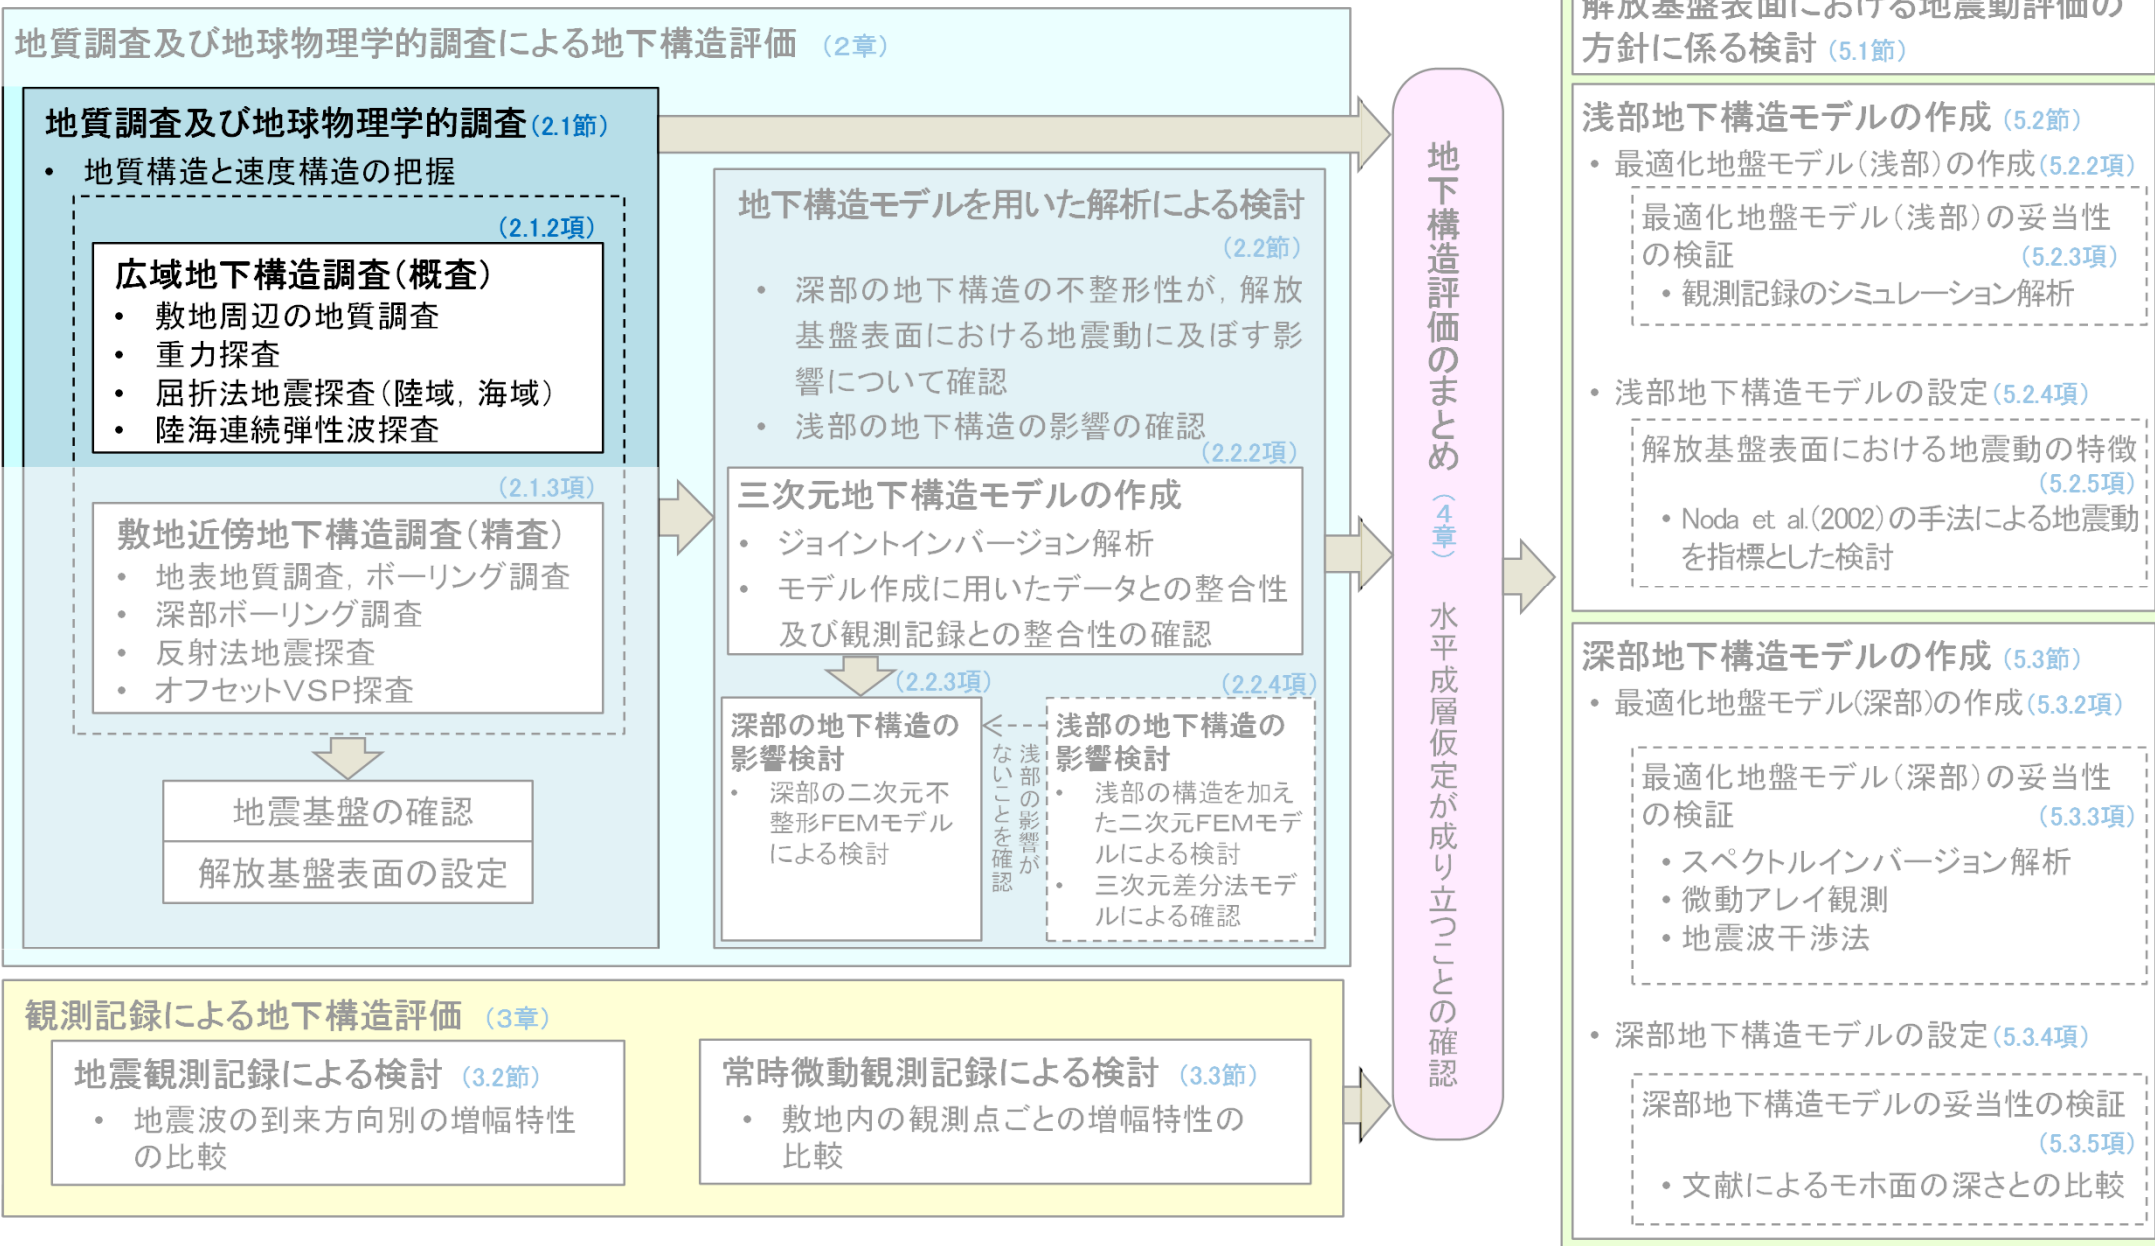 地質調査及び地球物理学的調査による地下構造評価 （2章）
地質調査及び地球物理学的調査(2.1節)
• 地質構造と速度構造の把握
(2.1.2項)
広域地下構造調査（概査）
• 敷地周辺の地質調査
• 重力探査
• 屈折法地震探査（陸域，海域）
• 陸海連続弾性波探査
(2.1.3項)
敷地近傍地下構造調査（精査）
• 地表地質調査，ボーリング調査
• 深部ボーリング調査
• 反射法地震探査
• オフセットＶＳＰ探査
地震基盤の確認
解放基盤表面の設定
地下構造モデルを用いた解析による検討
(2.2節)
• 深部の地下構造の不整形性が，解放
基盤表面における地震動に及ぼす影
響について確認
• 浅部の地下構造の影響の確認
(2.2.2項)
三次元地下構造モデルの作成
• ジョイントインバージョン解析
• モデル作成に用いたデータとの整合性
及び観測記録との整合性の確認
(2.2.3項)
深部の地下構造の
影響検討
• 深部の二次元不
整形FEMモデル
による検討
浅部の影響が
ないことを確認
(2.2.4項)
浅部の地下構造の
影響検討
• 浅部の構造を加え
た二次元FEMモデ
ルによる検討
• 三次元差分法モデ
ルによる確認
観測記録による地下構造評価 （3章）
地震観測記録による検討 (3.2節)
• 地震波の到来方向別の増幅特性
の比較
常時微動観測記録による検討 (3.3節)
• 敷地内の観測点ごとの増幅特性の
比較
地下構造評価のまとめ（4章） 水平成層仮定が成り立つことの確認
解放基盤表面における地震動評価の
方針に係る検討 (5.1節)
浅部地下構造モデルの作成 (5.2節)
• 最適化地盤モデル（浅部）の作成(5.2.2項)
最適化地盤モデル（浅部）の妥当性
の検証 (5.2.3項)
• 観測記録のシミュレーション解析
• 浅部地下構造モデルの設定(5.2.4項)
解放基盤表面における地震動の特徴
(5.2.5項)
• Noda et al.(2002)の手法による地震動
を指標とした検討
深部地下構造モデルの作成 (5.3節)
• 最適化地盤モデル(深部)の作成(5.3.2項)
最適化地盤モデル（深部）の妥当性
の検証 (5.3.3項)
• スペクトルインバージョン解析
• 微動アレイ観測
• 地震波干渉法
• 深部地下構造モデルの設定(5.3.4項)
深部地下構造モデルの妥当性の検証
(5.3.5項)
• 文献によるモホ面の深さとの比較